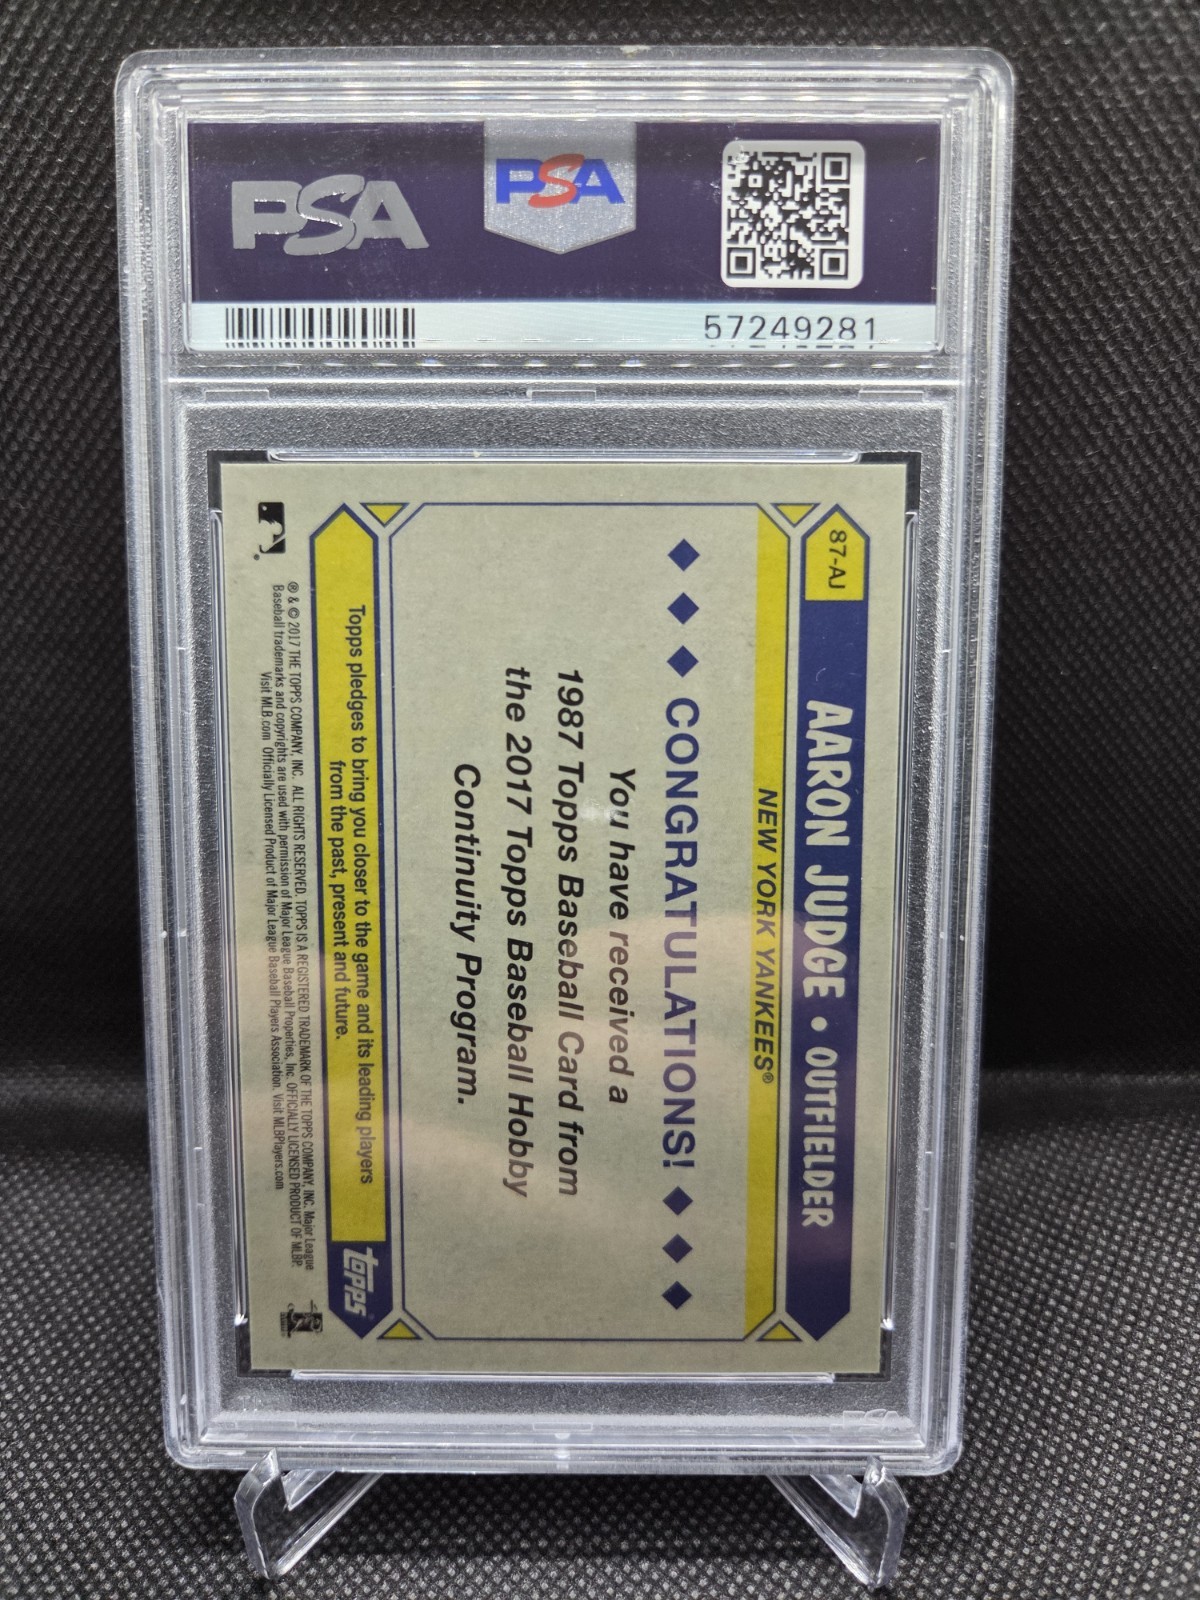 PSA
PSA
57249281
87-AJ
AARON JUDGE • OUTFIELDER
NEW YORK YANKEES®
CONGRATULATIONS!
You have received a
1987 Topps Baseball Card from
the 2017 Topps Baseball Hobby
Continuity Program.
Topps pledges to bring you closer to the game and its leading players
from the past, present and future.
topps
® & © 2017 THE TOPPS COMPANY, INC. ALL RIGHTS RESERVED. TOPPS IS A REGISTERED TRADEMARK OF THE TOPPS COMPANY, INC. Major League
Baseball trademarks and copyrights are used with permission of Major League Baseball Properties, Inc. OFFICIALLY LICENSED PRODUCT OF MLBP.
Visit MLB.com Officially Licensed Product of Major League Baseball Players Association. Visit MLBPlayers.com